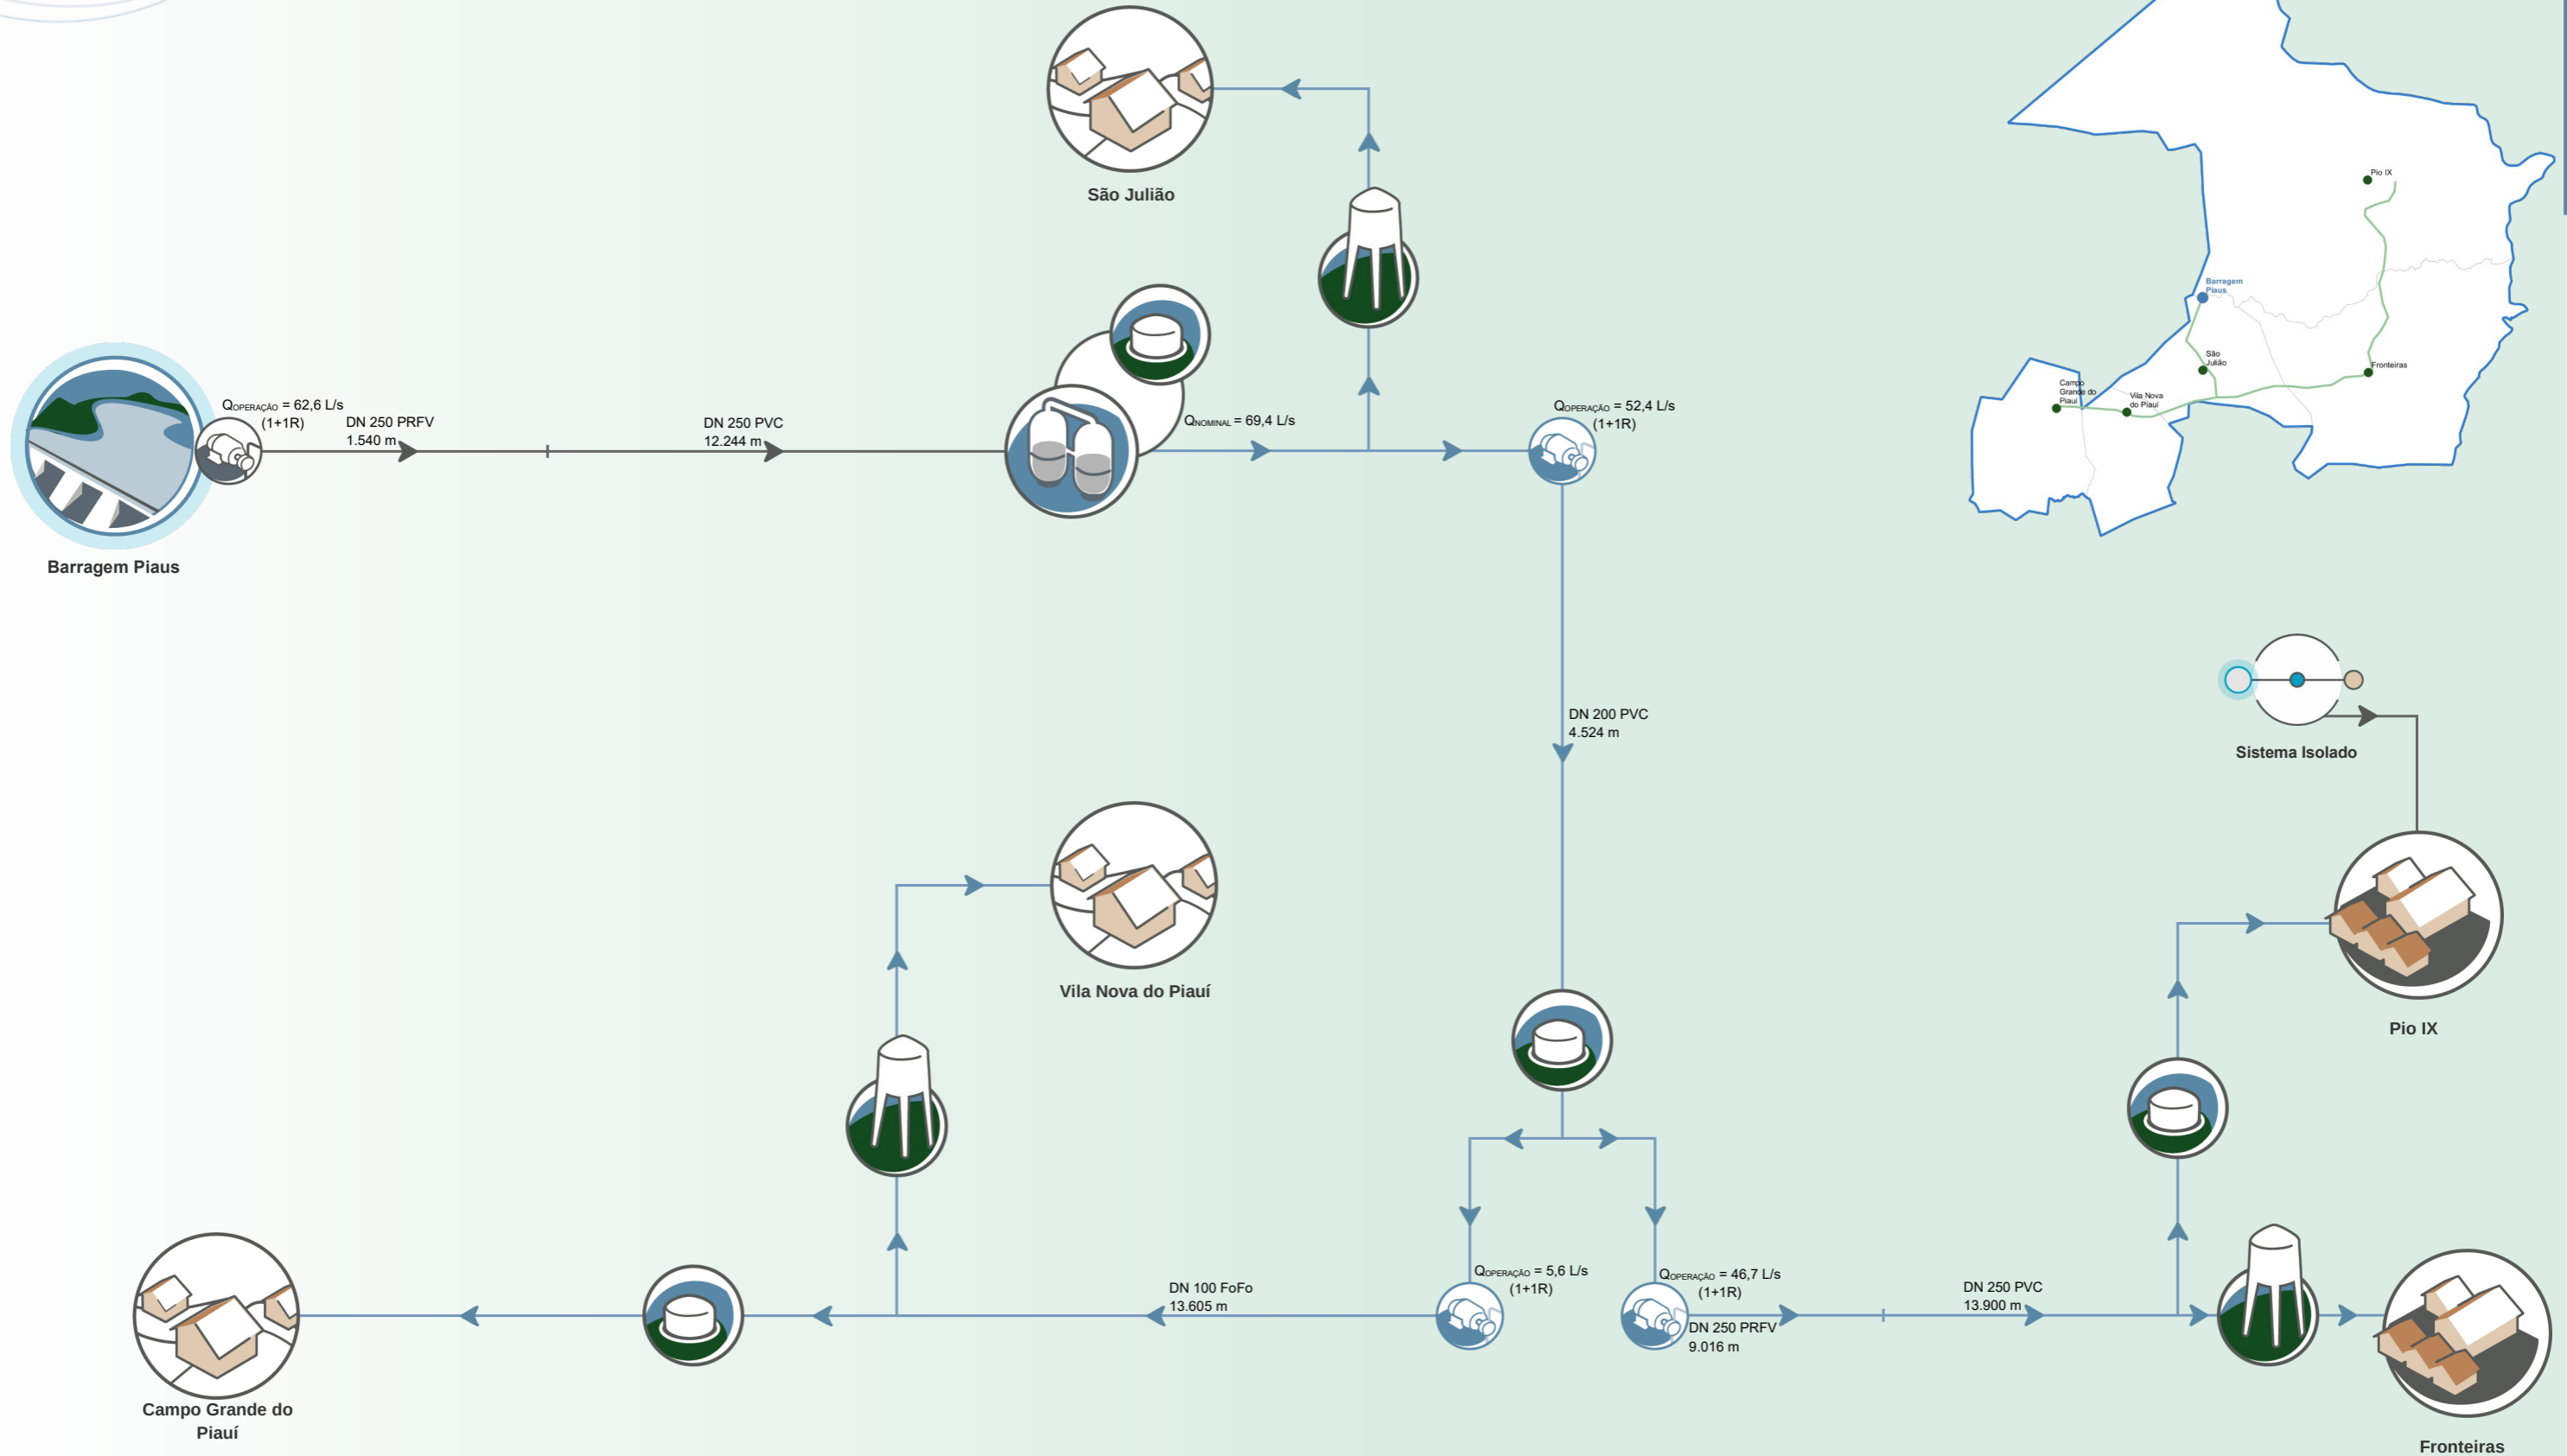 São Julião
Pio IX
Barragem
Piaus
São
Julião
Fronteiras
Campo
Grande do
Piauí
Vila Nova
do Piauí
QOPERAÇÃO = 62,6 L/s
(1+1R)
DN 250 PRFV
1.540 m
DN 250 PVC
12.244 m
QNOMINAL = 69,4 L/s
QOPERAÇÃO = 52,4 L/s
(1+1R)
Barragem Piaus
DN 200 PVC
4.524 m
Sistema Isolado
Vila Nova do Piauí
Pio IX
DN 100 FoFo
13.605 m
QOPERAÇÃO = 5,6 L/s
(1+1R)
QOPERAÇÃO = 46,7 L/s
(1+1R)
DN 250 PRFV
9.016 m
DN 250 PVC
13.900 m
Campo Grande do
Piauí
Fronteiras